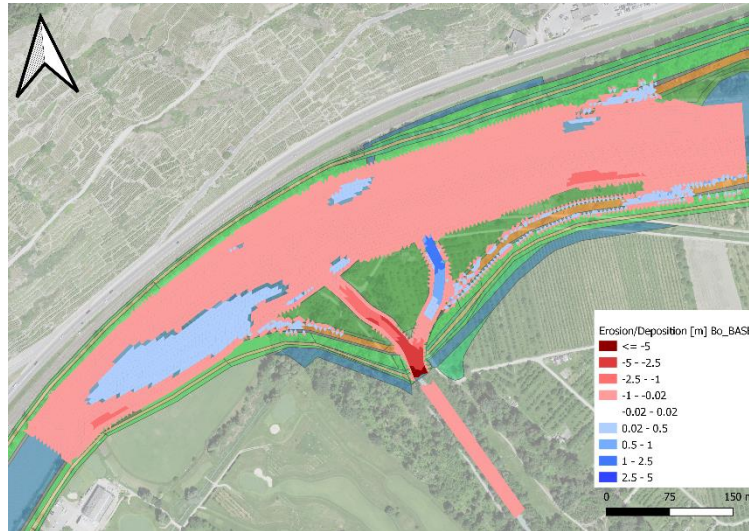 Erosion/Deposition [m] Bo_BASE
<= -5
-5 - -2.5
-2.5 - -1
-1 - -0.02
-0.02 - 0.02
0.02 - 0.5
0.5 - 1
1 - 2.5
2.5 - 5
0 75 150 m